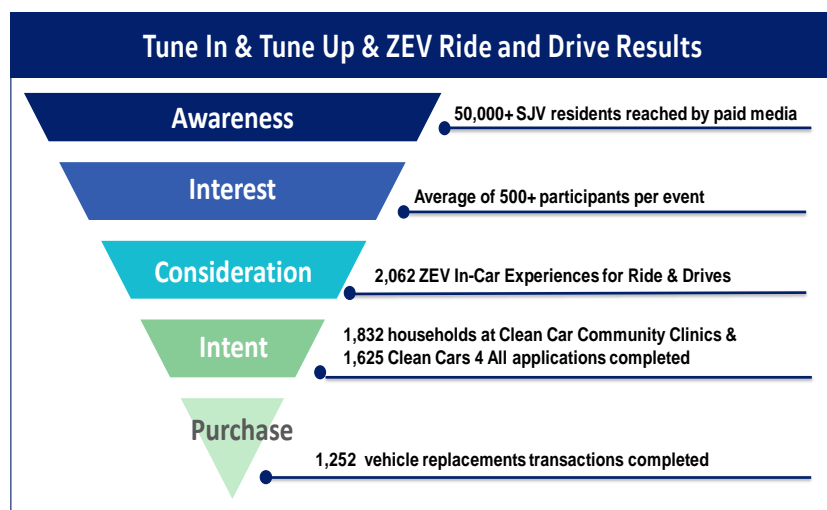 Tune In & Tune Up & ZEV Ride and Drive Results
Awareness
50,000+ SJV residents reached by paid media
Interest
Average of 500+ participants per event
Consideration
2,062 ZEV In-Car Experiences for Ride & Drives
Intent
1,832 households at Clean Car Community Clinics &
1,625 Clean Cars 4 All applications completed
Purchase
1,252 vehicle replacements transactions completed